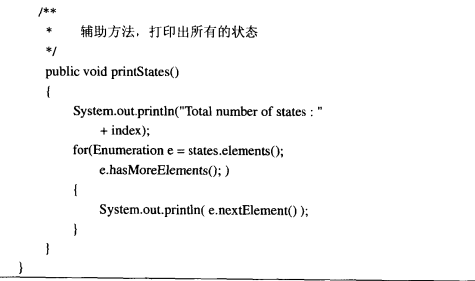 /**
*    辅助方法，打印出所有的状态
*/
public void printStates()
{
System.out.println("Total number of states : "
+ index);
for(Enumeration e = states.elements();
e.hasMoreElements(); )
{
System.out.println( e.nextElement() );
}
}
}